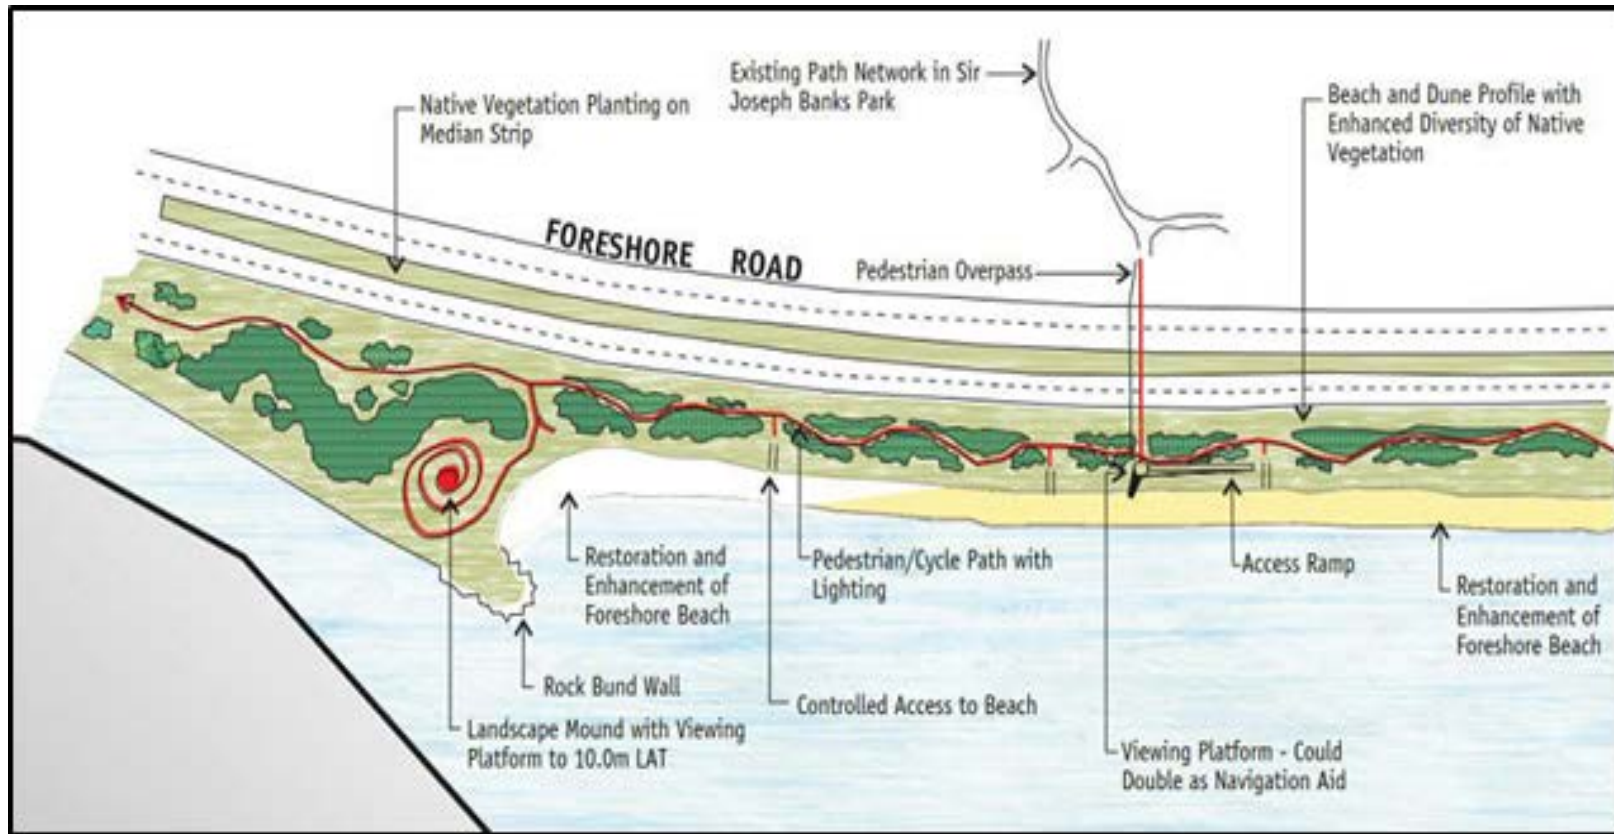 Existing Path Network in Sir
Joseph Banks Park
Native Vegetation Planting on
Median Strip
Beach and Dune Profile with
Enhanced Diversity of Native
Vegetation
FORESHORE ROAD
Pedestrian Overpass
Restoration and
Enhancement of
Foreshore Beach
Pedestrian/Cycle Path with
Lighting
Access Ramp
Restoration and
Enhancement of
Foreshore Beach
Rock Bund Wall
Controlled Access to Beach
Landscape Mound with Viewing
Platform to 10.0m LAT
Viewing Platform - Could
Double as Navigation Aid